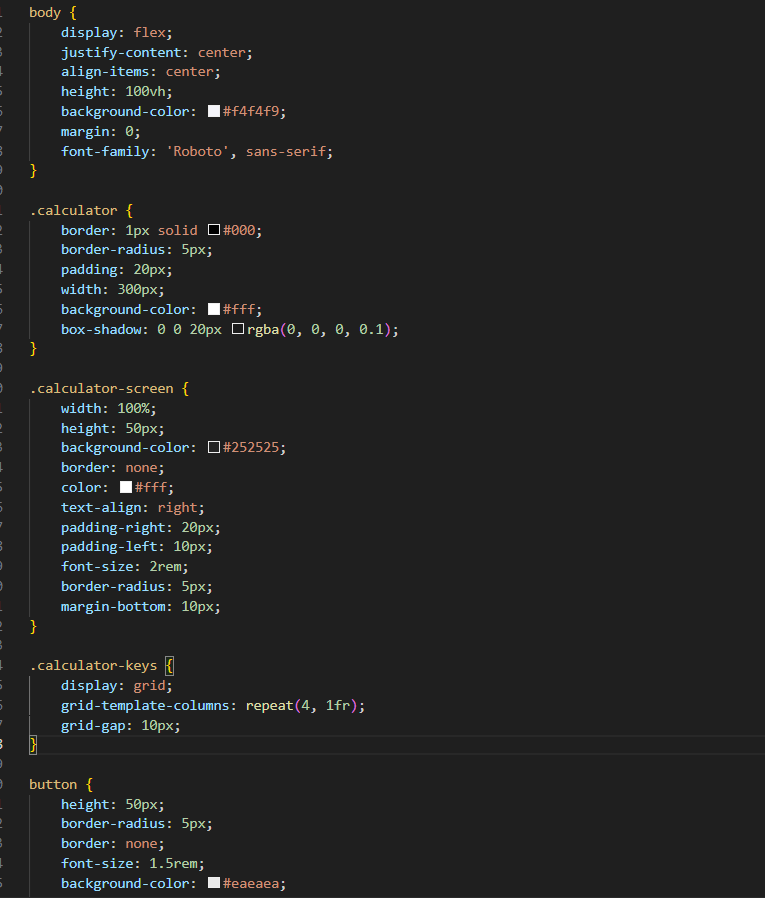 body {
    display: flex;
    justify-content: center;
    align-items: center;
    height: 100vh;
    background-color: #f4f4f9;
    margin: 0;
    font-family: 'Roboto', sans-serif;
}

.calculator {
    border: 1px solid #000;
    border-radius: 5px;
    padding: 20px;
    width: 300px;
    background-color: #fff;
    box-shadow: 0 0 20px rgba(0, 0, 0, 0.1);
}

.calculator-screen {
    width: 100%;
    height: 50px;
    background-color: #252525;
    border: none;
    color: #fff;
    text-align: right;
    padding-right: 20px;
    padding-left: 10px;
    font-size: 2rem;
    border-radius: 5px;
    margin-bottom: 10px;
}

.calculator-keys {
    display: grid;
    grid-template-columns: repeat(4, 1fr);
    grid-gap: 10px;
}

button {
    height: 50px;
    border-radius: 5px;
    border: none;
    font-size: 1.5rem;
    background-color: #eaeaea;